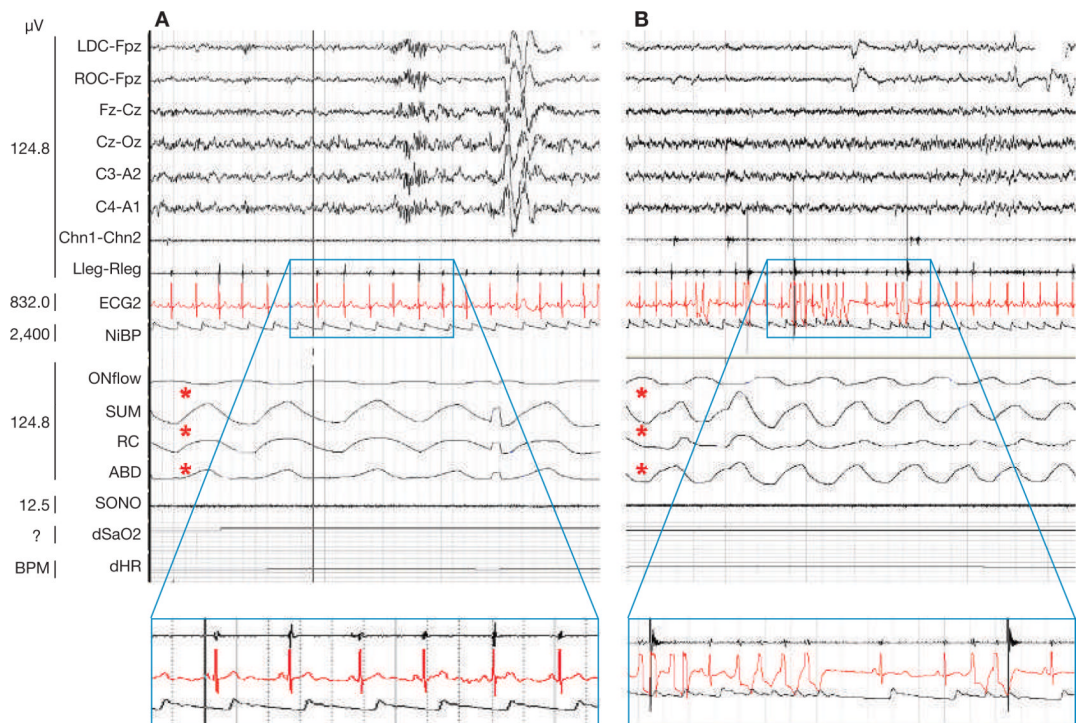 A
B
µV
LDC-Fpz
ROC-Fpz
Fz-Cz
Cz-Oz
124.8
C3-A2
C4-A1
Chn1-Chn2
Lleg-Rleg
832.0
ECG2
2,400
NiBP
ONflow
*
*
124.8
SUM
*
*
RC
*
*
ABD
12.5
SONO
?
dSaO2
BPM
dHR